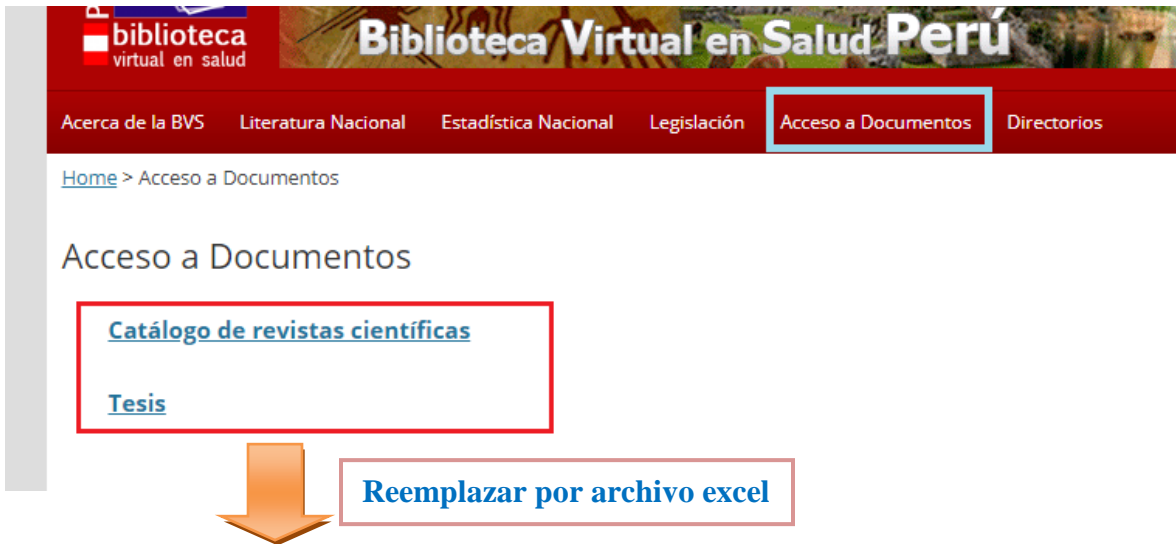 P
biblioteca
virtual en salud
Biblioteca Virtual en Salud Perú
Acerca de la BVS Literatura Nacional Estadística Nacional Legislación Acceso a Documentos Directorios
Home > Acceso a Documentos
Acceso a Documentos
Catálogo de revistas científicas
Tesis
Reemplazar por archivo excel